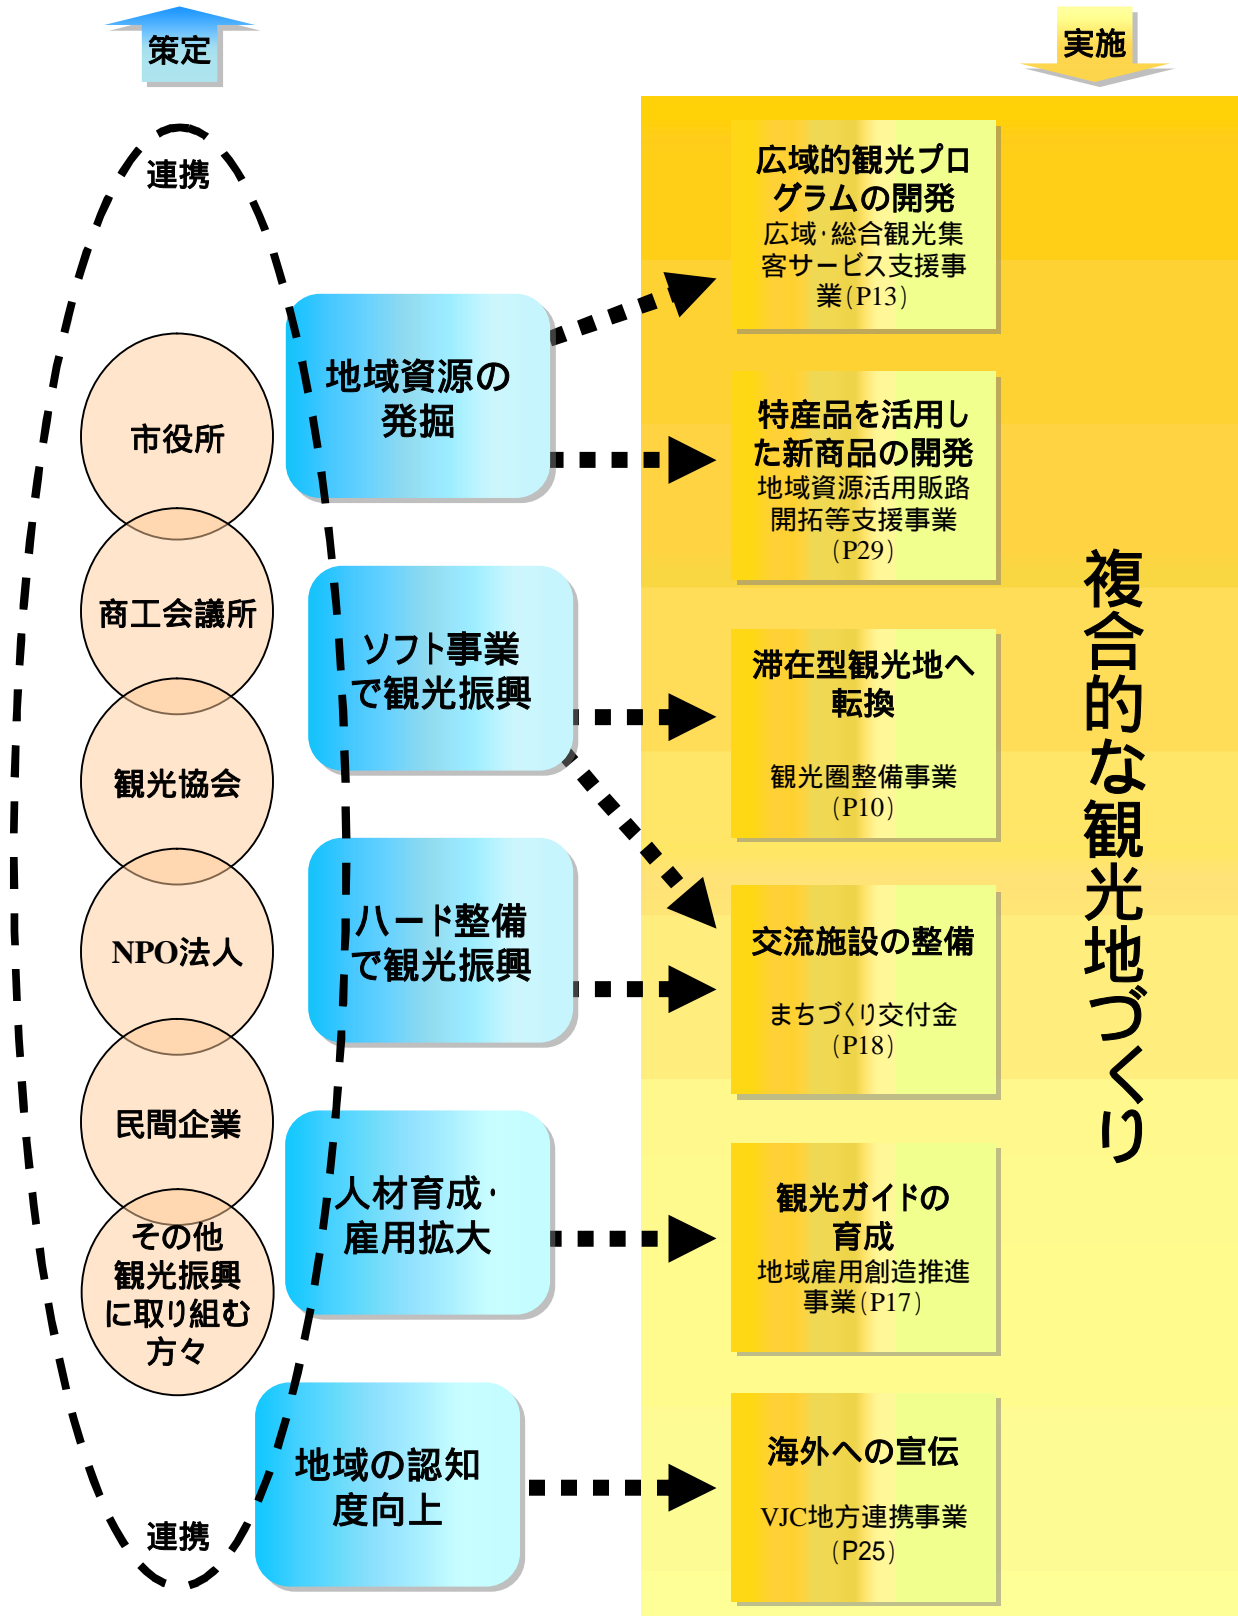 策定
実施
連携
市役所
商工会議所
観光協会
NPO法人
民間企業
その他
観光振興
に取り組む
方々
連携
地域資源の
発掘
ソフト事業
で観光振興
ハード整備
で観光振興
人材育成・
雇用拡大
地域の認知
度向上
広域的観光プロ
グラムの開発
広域・総合観光集
客サービス支援事
業(P13)
特産品を活用し
た新商品の開発
地域資源活用販路
開拓等支援事業
(P29)
滞在型観光地へ
転換
観光圏整備事業
(P10)
交流施設の整備
まちづくり交付金
(P18)
観光ガイドの
育成
地域雇用創造推進
事業(P17)
海外への宣伝
VJC地方連携事業
(P25)
複合的な観光地づくり